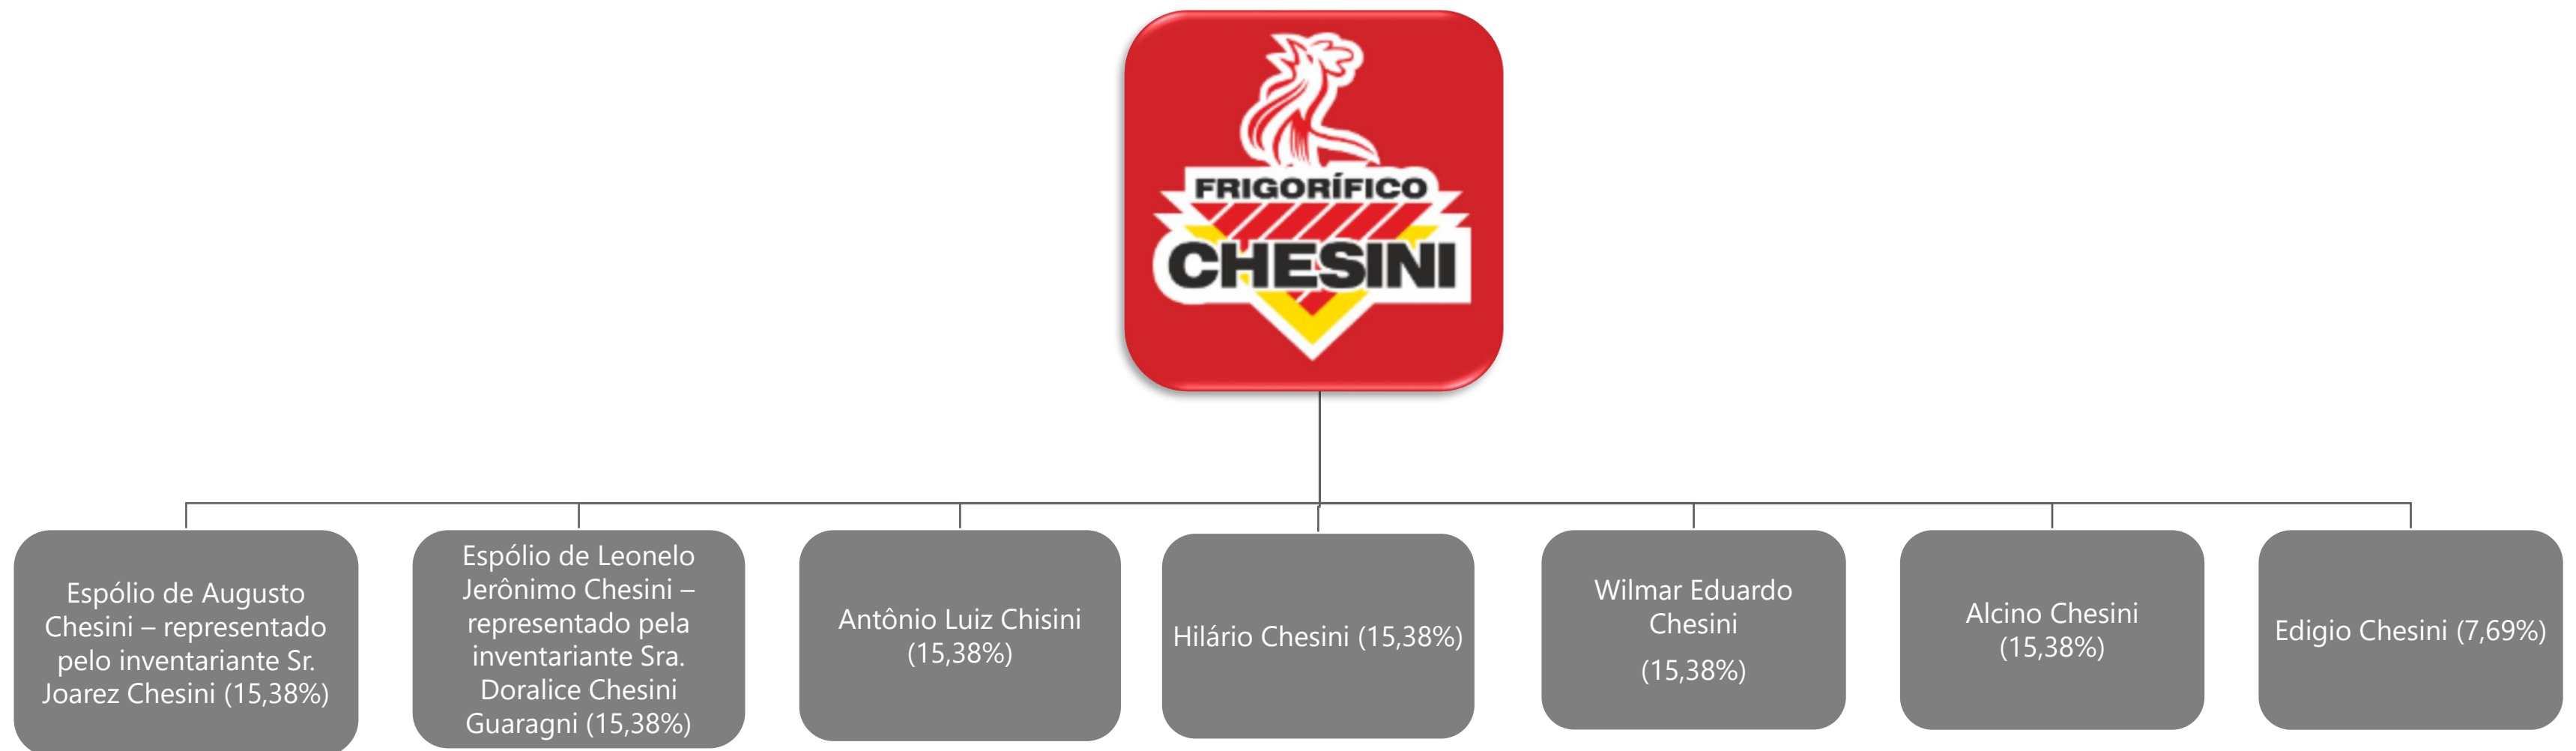 FRIGORÍFICO
CHESINI
Espólio de Augusto
Chesini – representado
pelo inventariante Sr.
Joarez Chesini (15,38%)
Espólio de Leonelo
Jerônimo Chesini –
representado pela
inventariante Sra.
Doralice Chesini
Guaragni (15,38%)
Antônio Luiz Chisini
(15,38%)
Hilário Chesini (15,38%)
Wilmar Eduardo
Chesini
(15,38%)
Alcino Chesini
(15,38%)
Edigio Chesini (7,69%)